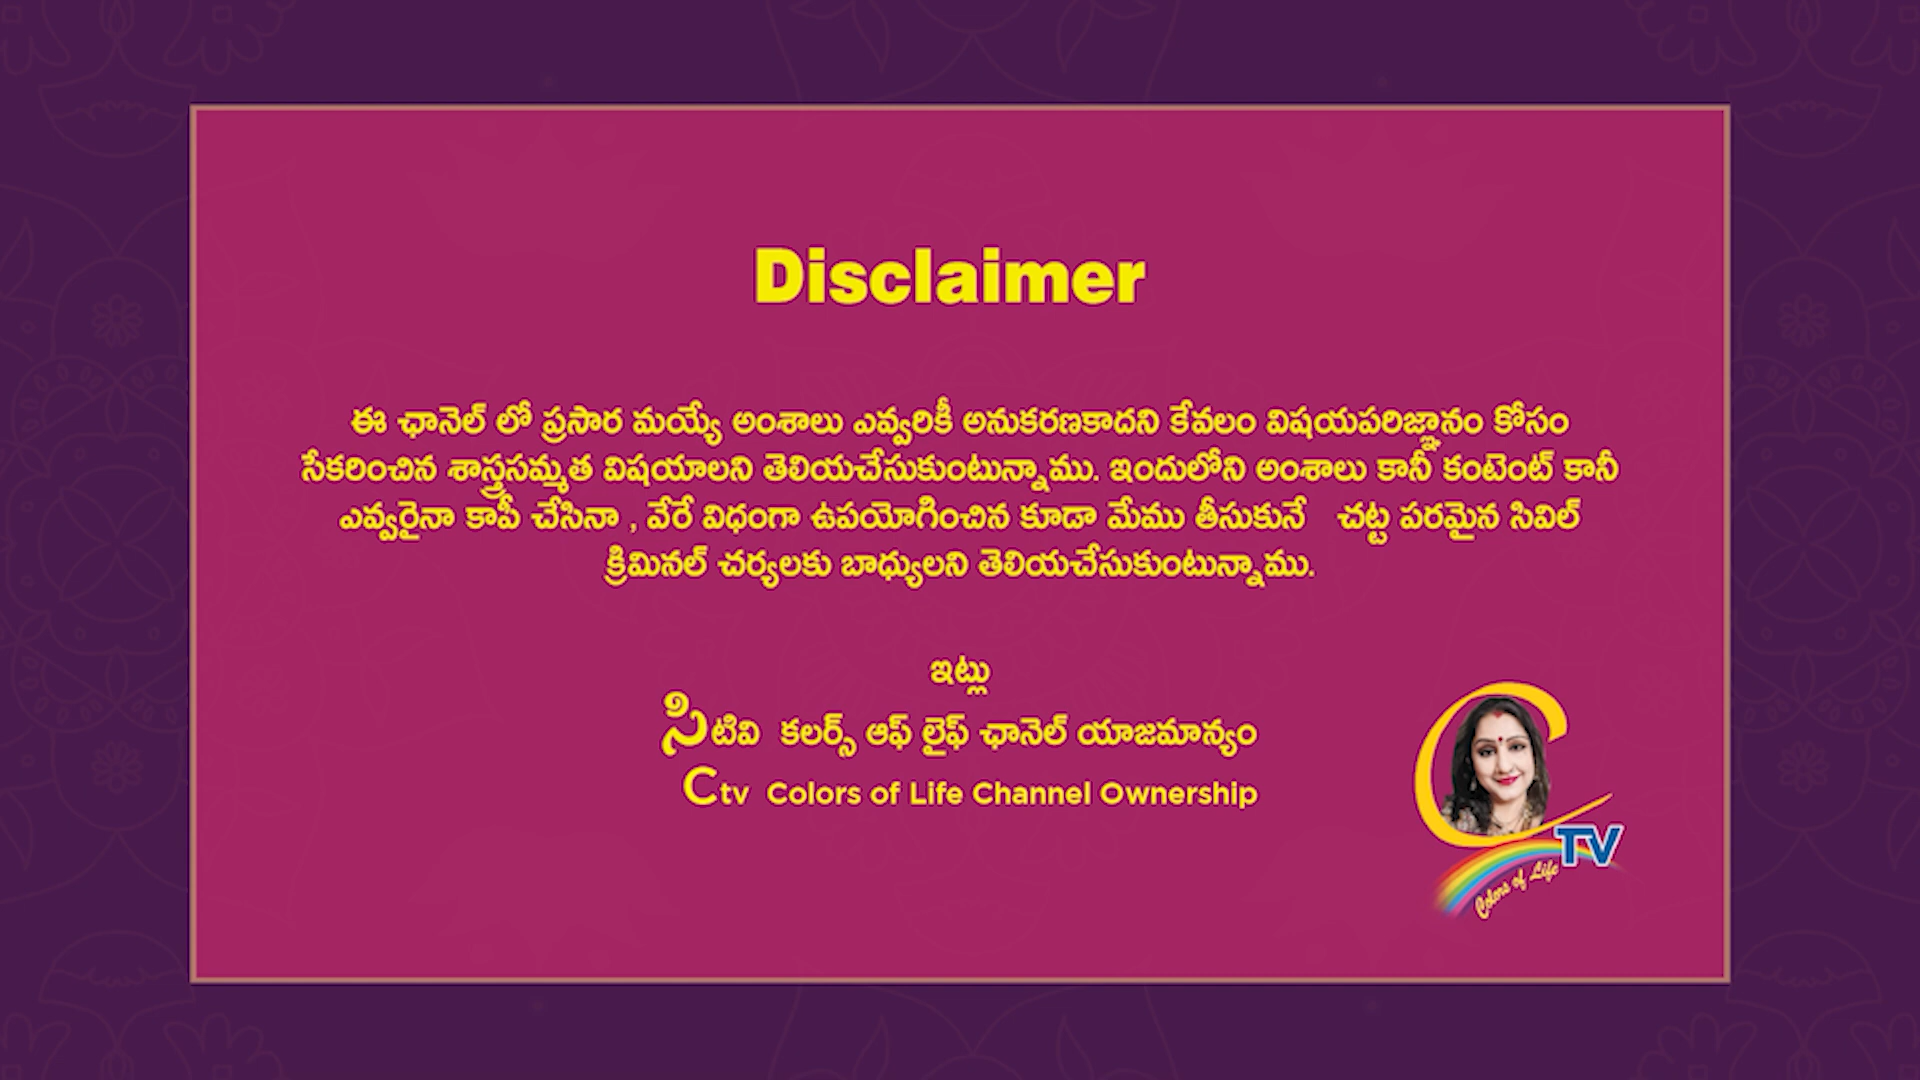 Disclaimer
ఈ ఛానెల్ లో ప్రసార మయ్యే అంశాలు ఎవ్వరికీ అనుకరణకాదని కేవలం విషయపరిజ్ఞానం కోసం
సేకరించిన శాస్త్రసమ్మత విషయాలని తెలియచేసుకుంటున్నాము. ఇందులోని అంశాలు కానీ కంటెంట్ కానీ
ఎవ్వరైనా కాపీ చేసినా , వేరే విధంగా ఉపయోగించిన కూడా మేము తీసుకునే చట్ట పరమైన సివిల్
క్రిమినల్ చర్యలకు బాధ్యులని తెలియచేసుకుంటున్నాము.
ఇట్లు
సిటివి కలర్స్ ఆఫ్ లైఫ్ ఛానెల్ యాజమాన్యం
Ctv Colors of Life Channel Ownership
C TV
Colors of Life